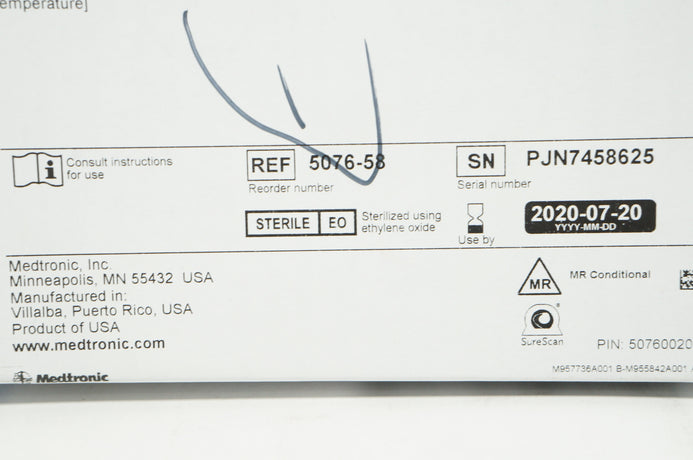 emperature]
Consult instructions
for use
REF 5076-58
Reorder number
SN PJN7458625
Serial number
STERILE EO Sterilized using
ethylene oxide
Use by
2020-07-20
YYYY-MM-DD
Medtronic, Inc.
Minneapolis, MN 55432 USA
Manufactured in:
Villalba, Puerto Rico, USA
Product of USA
www.medtronic.com
Medtronic
MR MR Conditional
SureScan
PIN: 50760020
M957736A001 B-M955842A001